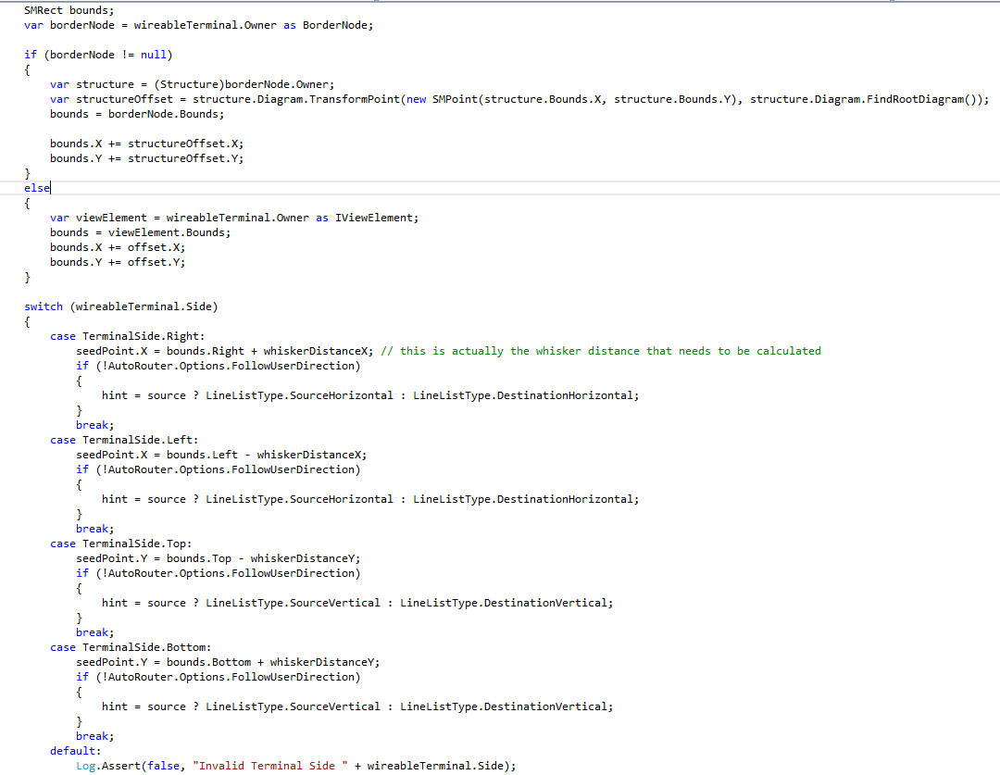 SMRect bounds;
var borderNode = wireableTerminal.Owner as BorderNode;
if (borderNode != null)
{
var structure = (Structure)borderNode.Owner;
var structureOffset = structure.Diagram.TransformPoint(new SMPoint(structure.Bounds.X, structure.Bounds.Y), structure.Diagram.FindRootDiagram());
bounds = borderNode.Bounds;
bounds.X += structureOffset.X;
bounds.Y += structureOffset.Y;
}
else
{
var viewElement = wireableTerminal.Owner as IViewElement;
bounds = viewElement.Bounds;
bounds.X += offset.X;
bounds.Y += offset.Y;
}
switch (wireableTerminal.Side)
{
case TerminalSide.Right:
seedPoint.X = bounds.Right + whiskerDistanceX; // this is actually the whisker distance that needs to be calculated
if (!AutoRouter.Options.FollowUserDirection)
{
hint = source ? LineListType.SourceHorizontal : LineListType.DestinationHorizontal;
}
break;
case TerminalSide.Left:
seedPoint.X = bounds.Left - whiskerDistanceX;
if (!AutoRouter.Options.FollowUserDirection)
{
hint = source ? LineListType.SourceHorizontal : LineListType.DestinationHorizontal;
}
break;
case TerminalSide.Top:
seedPoint.Y = bounds.Top - whiskerDistanceY;
if (!AutoRouter.Options.FollowUserDirection)
{
hint = source ? LineListType.SourceVertical : LineListType.DestinationVertical;
}
break;
case TerminalSide.Bottom:
seedPoint.Y = bounds.Bottom + whiskerDistanceY;
if (!AutoRouter.Options.FollowUserDirection)
{
hint = source ? LineListType.SourceVertical : LineListType.DestinationVertical;
}
break;
default:
Log.Assert(false, "Invalid Terminal Side " + wireableTerminal.Side);